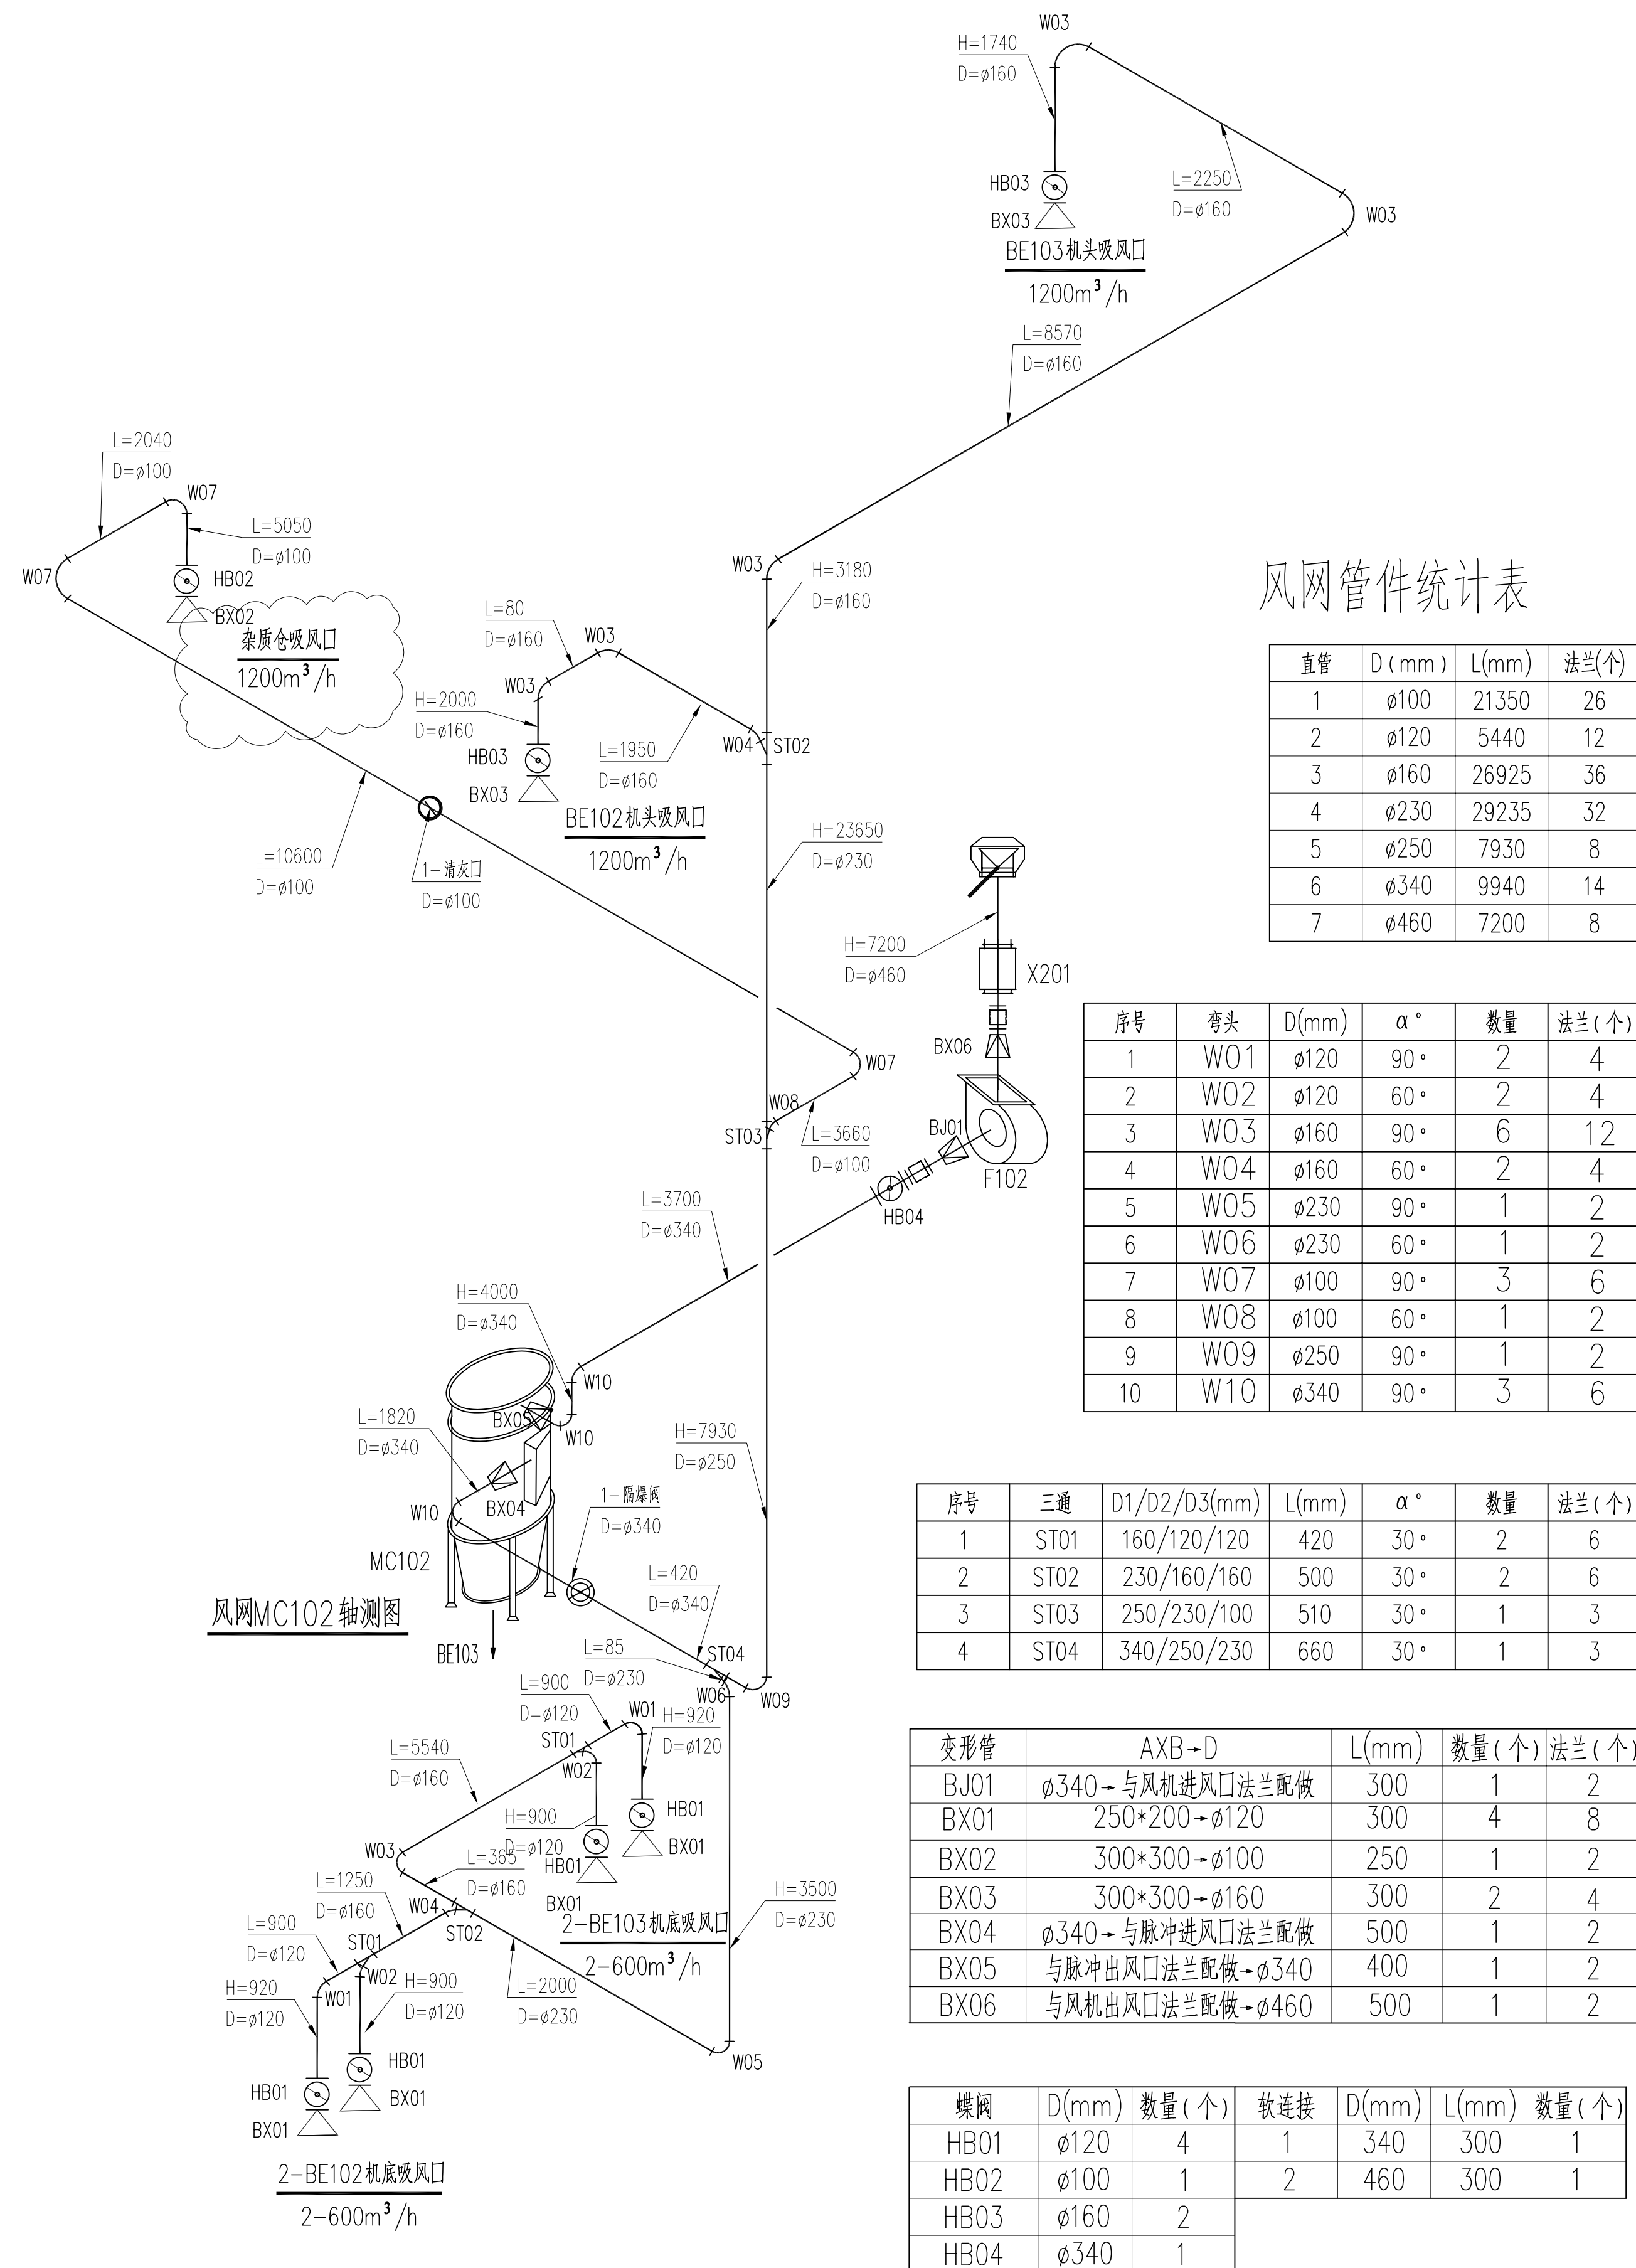 W03
H=1740
D=ø160
HB03
BX03
L=2250
D=ø160
W03
BE103机头吸风口
1200m³/h
L=8570
D=ø160
L=2040
D=ø100
W07
L=5050
D=ø100
W07
HB02
BX02
杂质仓吸风口
1200m³/h
W03
H=3180
D=ø160
L=80
D=ø160
W03
W03
H=2000
D=ø160
W04
ST02
HB03
BX03
L=1950
D=ø160
BE102机头吸风口
1200m³/h
H=23650
D=ø230
L=10600
D=ø100
1-清灰口
D=ø100
H=7200
D=ø460
X201
BX06
W07
W08
ST03
L=3660
D=ø100
BJ01
F102
HB04
L=3700
D=ø340
H=4000
D=ø340
W10
BX05
W10
L=1820
D=ø340
H=7930
D=ø250
BX04
W10
1-隔爆阀
D=ø340
MC102
L=420
D=ø340
风网MC102轴测图
BE103
L=85
D=ø230
ST04
W06
W09
L=900
D=ø120
W01
H=920
D=ø120
ST01
W02
L=5540
D=ø160
H=900
D=ø120
HB01
BX01
HB01
BX01
W03
L=365
D=ø160
L=1250
D=ø160
W04
ST02
2-BE103机底吸风口
2-600m³/h
H=3500
D=ø230
L=900
D=ø120
ST01
W02
H=920
D=ø120
W01
H=900
D=ø120
L=2000
D=ø230
W05
HB01
BX01
HB01
BX01
2-BE102机底吸风口
2-600m³/h
风网管件统计表
直管 D(mm) L(mm) 法兰(个)
1 ø100 21350 26
2 ø120 5440 12
3 ø160 26925 36
4 ø230 29235 32
5 ø250 7930 8
6 ø340 9940 14
7 ø460 7200 8
序号 弯头 D(mm) α° 数量 法兰(个)
1 W01 ø120 90° 2 4
2 W02 ø120 60° 2 4
3 W03 ø160 90° 6 12
4 W04 ø160 60° 2 4
5 W05 ø230 90° 1 2
6 W06 ø230 60° 1 2
7 W07 ø100 90° 3 6
8 W08 ø100 60° 1 2
9 W09 ø250 90° 1 2
10 W10 ø340 90° 3 6
序号 三通 D1/D2/D3(mm) L(mm) α° 数量 法兰(个)
1 ST01 160/120/120 420 30° 2 6
2 ST02 230/160/160 500 30° 2 6
3 ST03 250/230/100 510 30° 1 3
4 ST04 340/250/230 660 30° 1 3
变形管 AXB→D L(mm) 数量(个) 法兰(个)
BJ01 ø340→与风机进风口法兰配做 300 1 2
BX01 250*200→ø120 300 4 8
BX02 300*300→ø100 250 1 2
BX03 300*300→ø160 300 2 4
BX04 ø340→与脉冲进风口法兰配做 500 1 2
BX05 与脉冲出风口法兰配做→ø340 400 1 2
BX06 与风机出风口法兰配做→ø460 500 1 2
蝶阀 D(mm) 数量(个) 软连接 D(mm) L(mm) 数量(个)
HB01 ø120 4 1 340 300 1
HB02 ø100 1 2 460 300 1
HB03 ø160 2
HB04 ø340 1